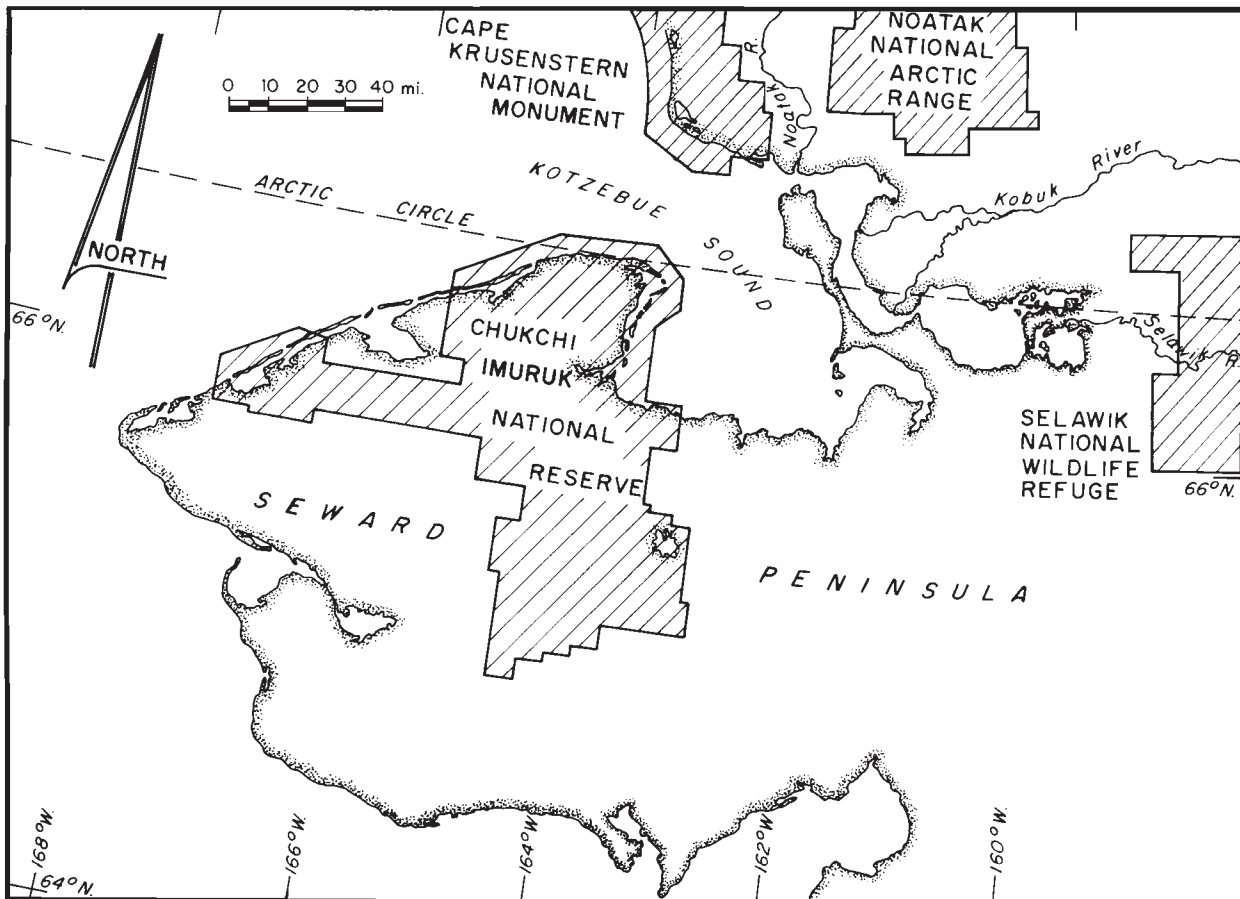 CAPE
KRUSENSTERN
NATIONAL
MONUMENT
NOATAK
NATIONAL
ARCTIC
RANGE
0 10 20 30 40 mi.
Noatak R.
KOTZEBUE
SOUND
Kobuk River
ARCTIC CIRCLE
NORTH
66°N.
CHUKCHI
IMURUK
NATIONAL
RESERVE
Selawik R.
SELAWIK
NATIONAL
WILDLIFE
REFUGE
66°N.
SEWARD
PENINSULA
168°W.
166°W.
164°W.
162°W.
160°W.
64°N.